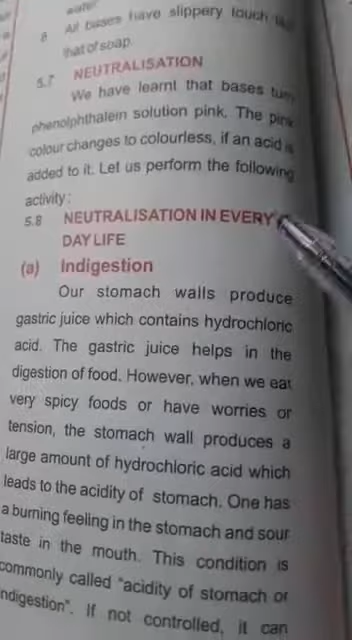 water.
6 All bases have slippery touch like
that of soap.
5.7 NEUTRALISATION
We have learnt that bases turn
phenolphthalein solution pink. The pink
colour changes to colourless, if an acid is
added to it. Let us perform the following
activity:
5.8 NEUTRALISATION IN EVERY
DAY LIFE
(a) Indigestion
Our stomach walls produce
gastric juice which contains hydrochloric
acid. The gastric juice helps in the
digestion of food. However, when we eat
very spicy foods or have worries or
tension, the stomach wall produces a
large amount of hydrochloric acid which
leads to the acidity of stomach. One has
a burning feeling in the stomach and sour
taste in the mouth. This condition is
commonly called "acidity of stomach or
indigestion". If not controlled, it can